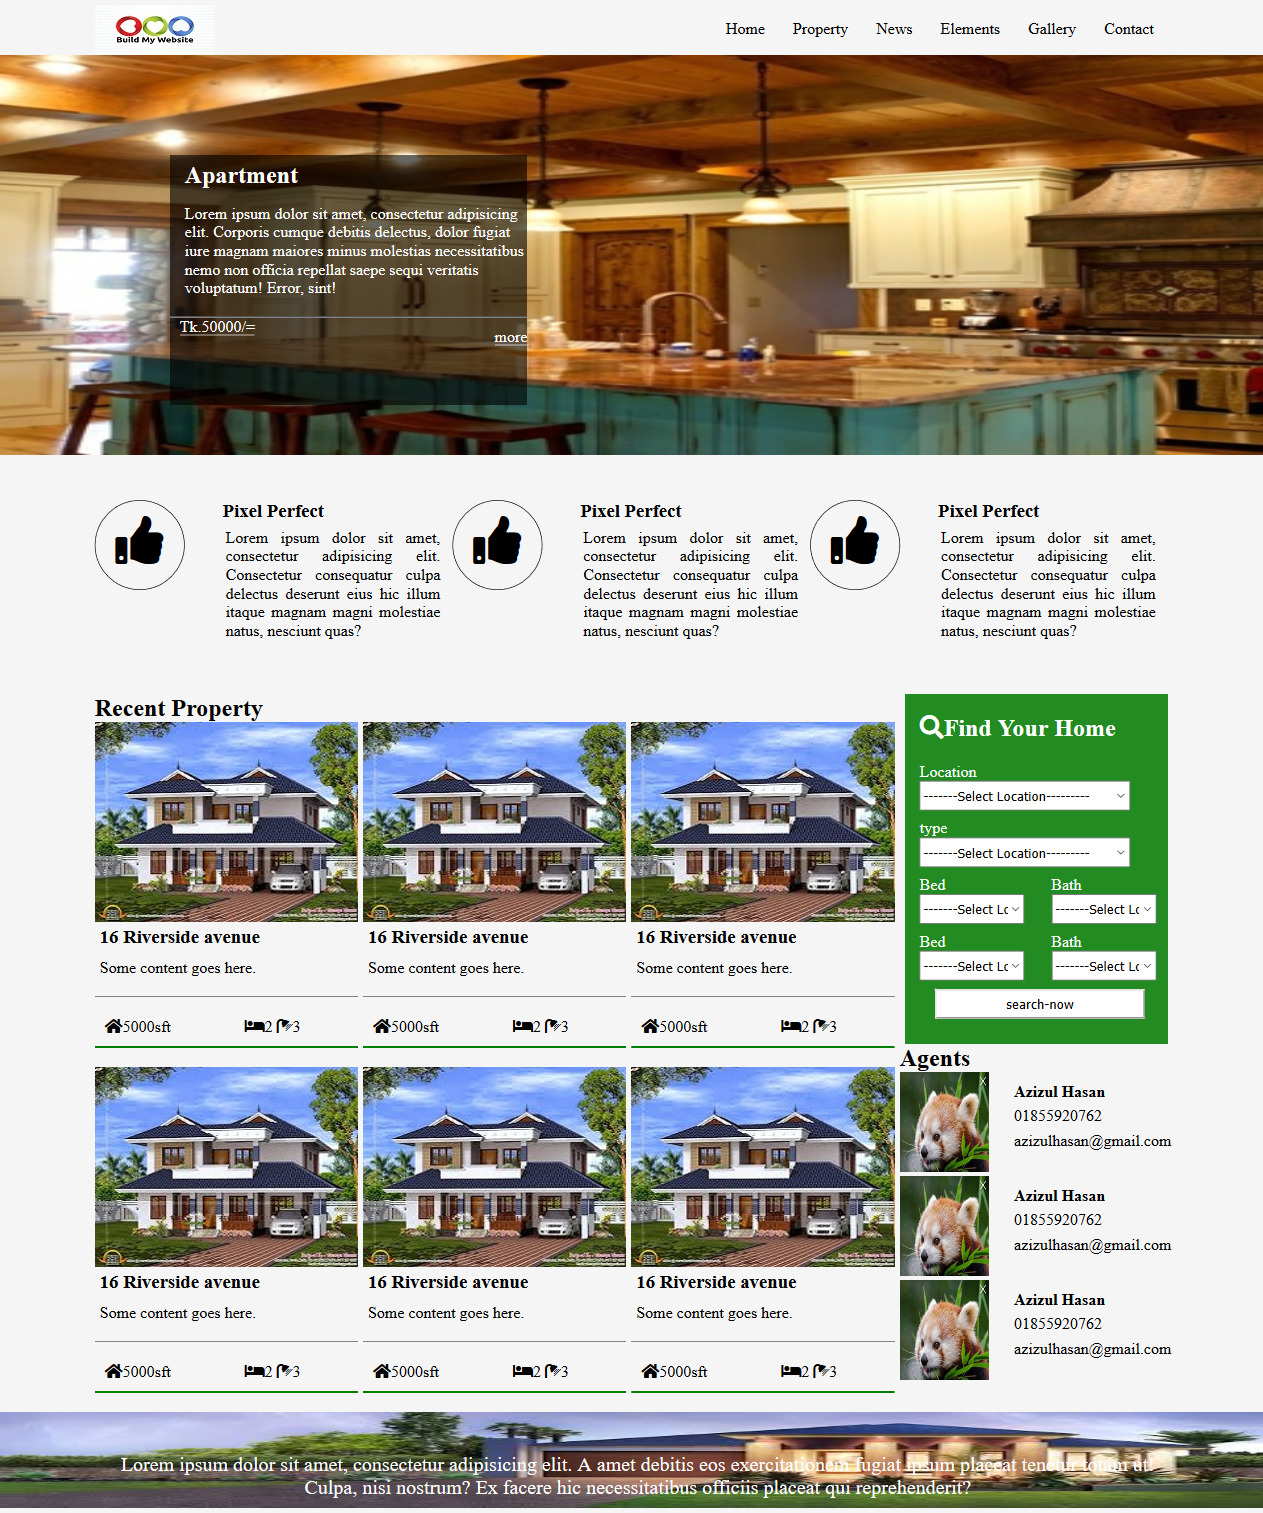 Build My Website
Home Property News Elements Gallery Contact
Apartment
Lorem ipsum dolor sit amet, consectetur adipisicing
elit. Corporis cumque debitis delectus, dolor fugiat
iure magnam maiores minus molestias necessitatibus
nemo non officia repellat saepe sequi veritatis
voluptatum! Error, sint!
Tk.50000/=
more
Pixel Perfect
Lorem ipsum dolor sit amet,
consectetur adipisicing elit.
Consectetur consequatur culpa
delectus deserunt eius hic illum
itaque magnam magni molestiae
natus, nesciunt quas?
Pixel Perfect
Lorem ipsum dolor sit amet,
consectetur adipisicing elit.
Consectetur consequatur culpa
delectus deserunt eius hic illum
itaque magnam magni molestiae
natus, nesciunt quas?
Pixel Perfect
Lorem ipsum dolor sit amet,
consectetur adipisicing elit.
Consectetur consequatur culpa
delectus deserunt eius hic illum
itaque magnam magni molestiae
natus, nesciunt quas?
Recent Property
16 Riverside avenue
Some content goes here.
5000sft 2 3
16 Riverside avenue
Some content goes here.
5000sft 2 3
16 Riverside avenue
Some content goes here.
5000sft 2 3
16 Riverside avenue
Some content goes here.
5000sft 2 3
16 Riverside avenue
Some content goes here.
5000sft 2 3
16 Riverside avenue
Some content goes here.
5000sft 2 3
Find Your Home
Location
-------Select Location---------
type
-------Select Location---------
Bed Bath
-------Select Lc -------Select Lc
Bed Bath
-------Select Lc -------Select Lc
search-now
Agents
X
Azizul Hasan
01855920762
azizulhasan@gmail.com
X
Azizul Hasan
01855920762
azizulhasan@gmail.com
X
Azizul Hasan
01855920762
azizulhasan@gmail.com
Lorem ipsum dolor sit amet, consectetur adipisicing elit. A amet debitis eos exercitationem fugiat ipsum placeat tenetur totam ut!
Culpa, nisi nostrum? Ex facere hic necessitatibus officiis placeat qui reprehenderit?